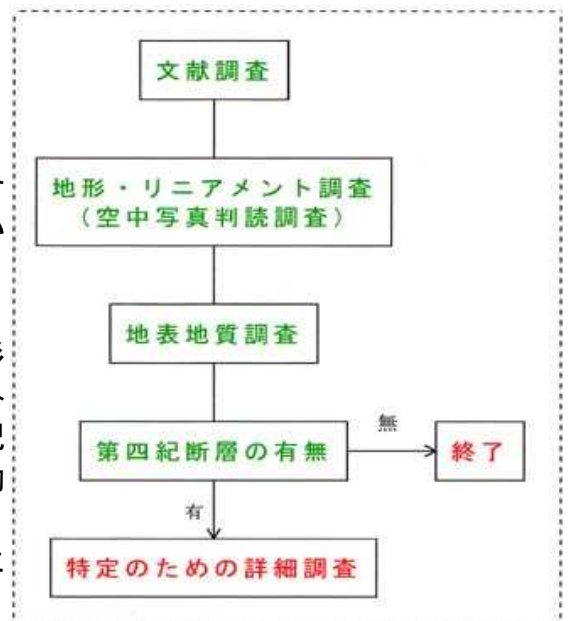 文献調査
地形・リニアメント調査
(空中写真判読調査)
地表地質調査
第四紀断層の有無
無
終了
有
特定のための詳細調査